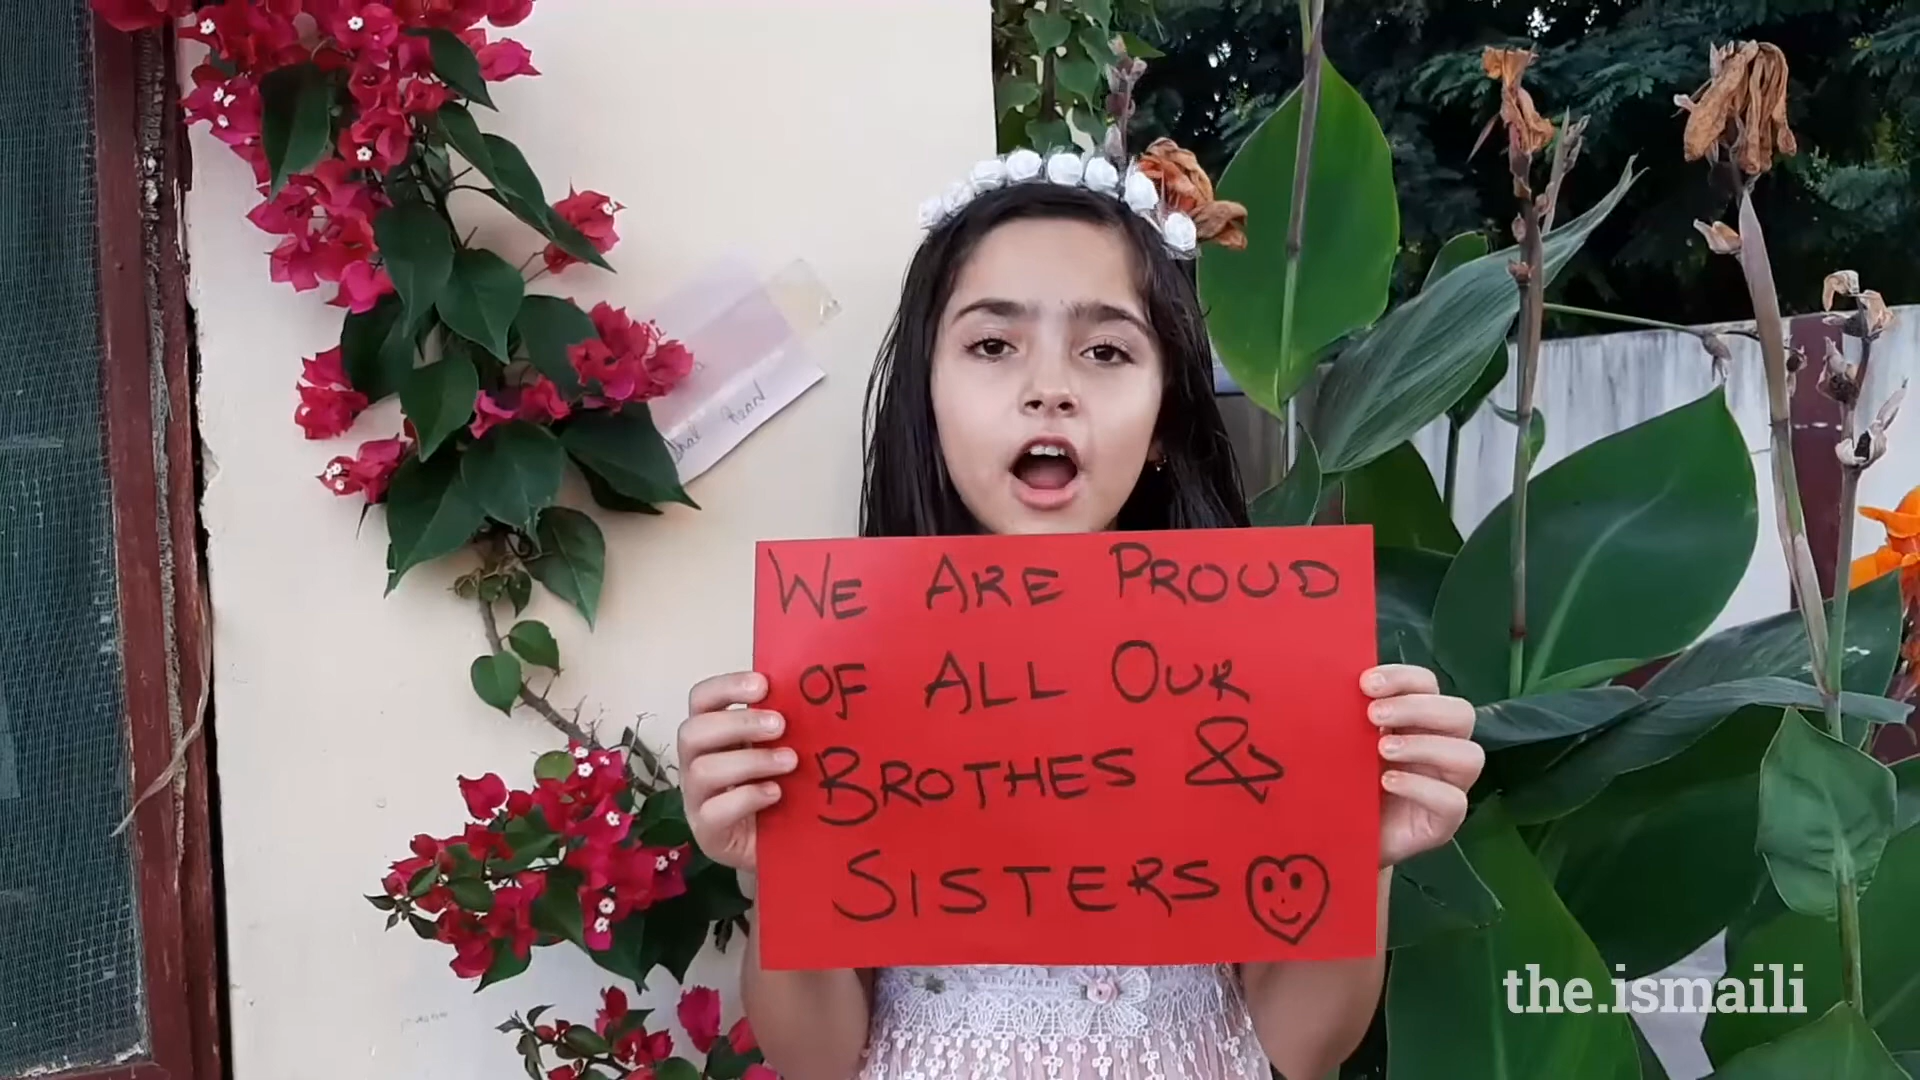 WE ARE PROUD
OF ALL OUR
BROTHES &
SISTERS
the.ismaili